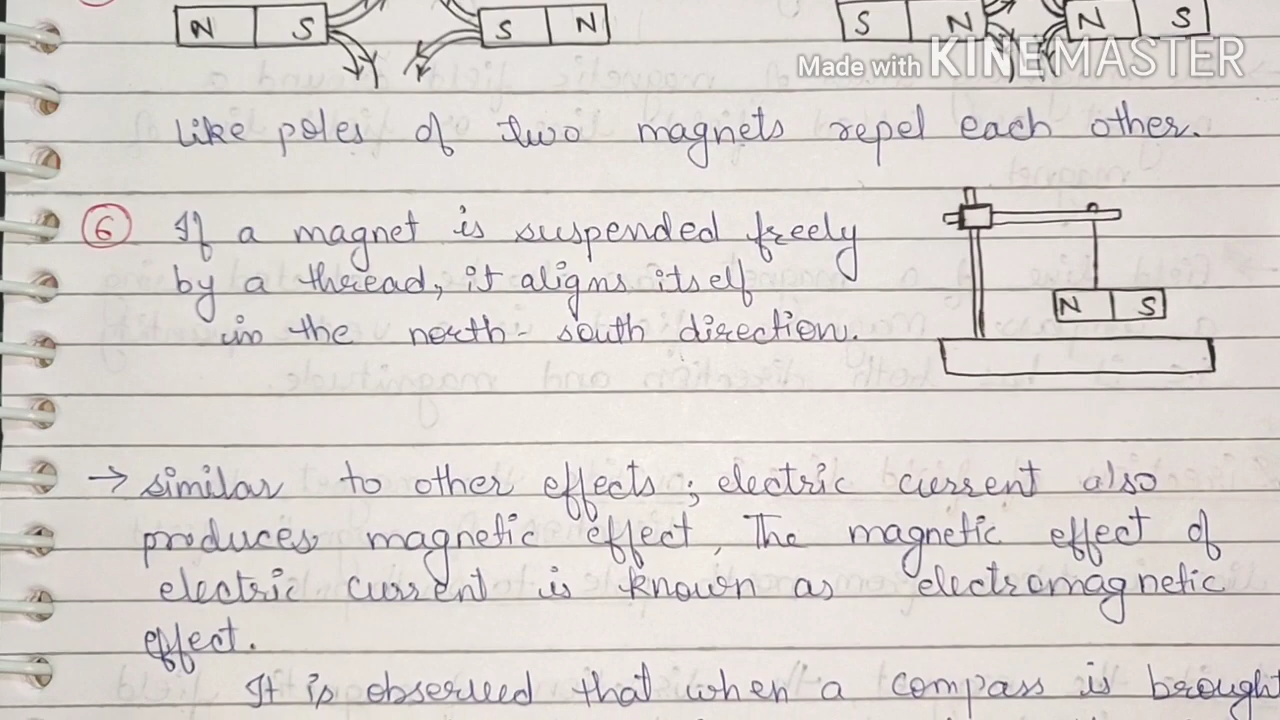 N S S N S N N S
Made with KINEMASTER
Like poles of two magnets repel each other.
6 If a magnet is suspended freely
by a thread, it aligns itself
in the north-south direction.
N S
→ similar to other effects; electric current also
produces magnetic effect, The magnetic effect of
electric current is known as electromagnetic
effect.
It is observed that when a compass is brought